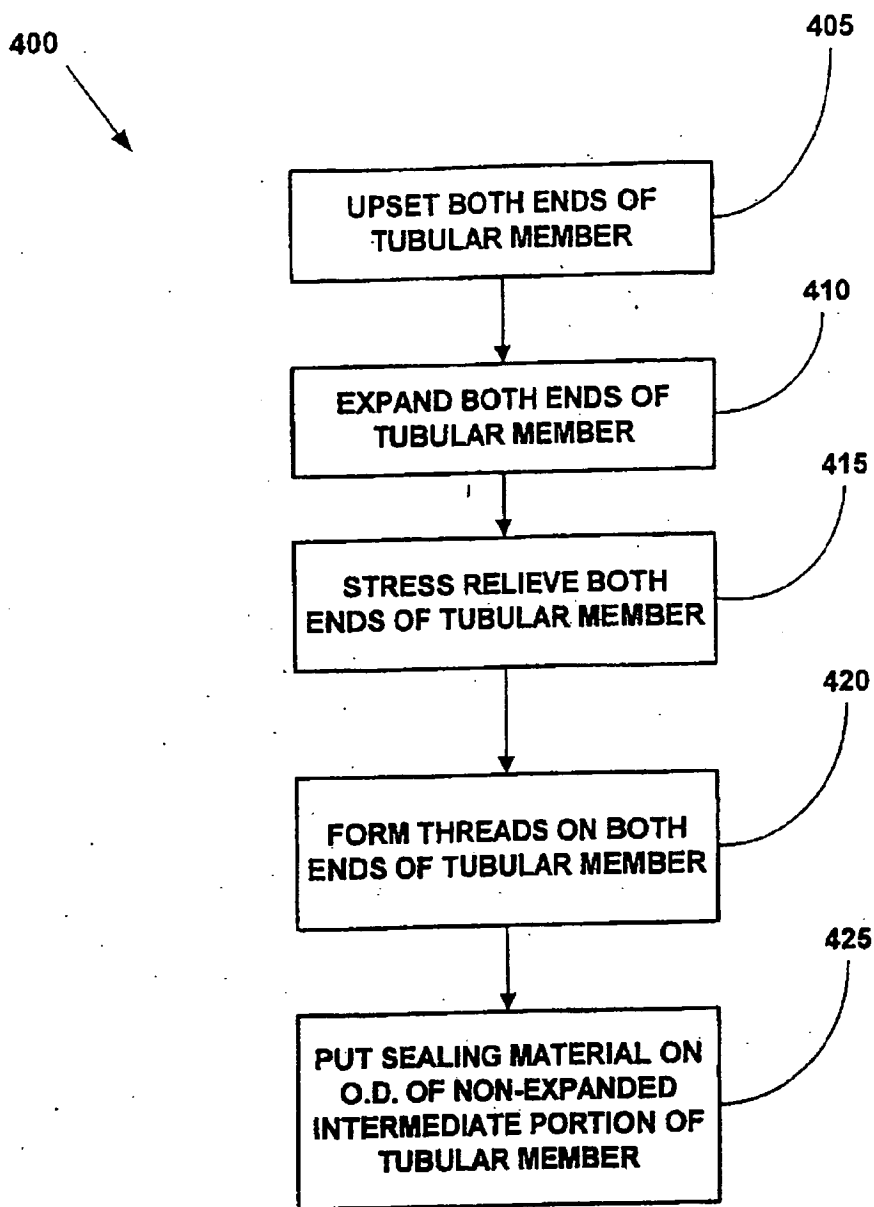 400
405
UPSET BOTH ENDS OF
TUBULAR MEMBER
410
EXPAND BOTH ENDS OF
TUBULAR MEMBER
415
STRESS RELIEVE BOTH
ENDS OF TUBULAR MEMBER
420
FORM THREADS ON BOTH
ENDS OF TUBULAR MEMBER
425
PUT SEALING MATERIAL ON
O.D. OF NON-EXPANDED
INTERMEDIATE PORTION OF
TUBULAR MEMBER